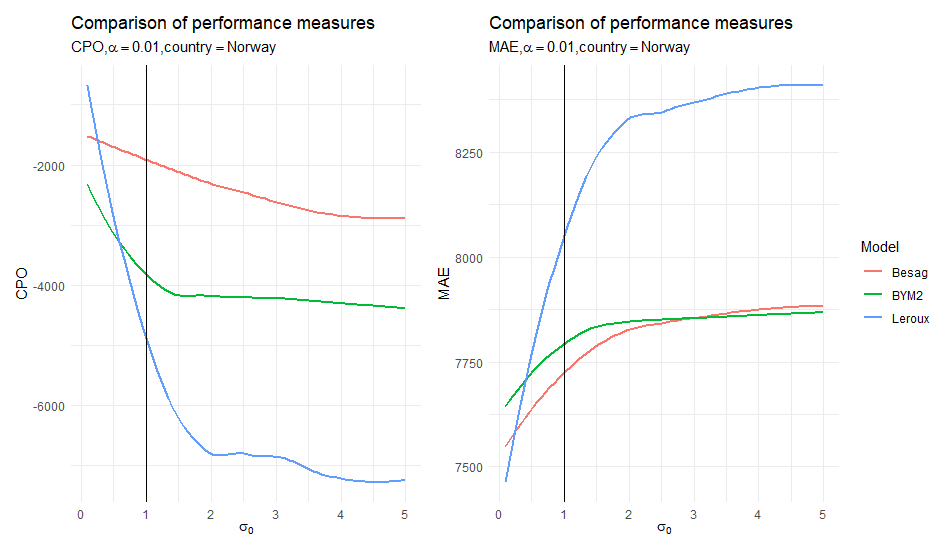 Comparison of performance measures
CPO,α = 0.01,country = Norway
CPO
-2000
-4000
-6000
0 1 2 3 4 5
σ0
Comparison of performance measures
MAE,α = 0.01,country = Norway
MAE
8250
8000
7750
7500
0 1 2 3 4 5
σ0
Model
Besag
BYM2
Leroux